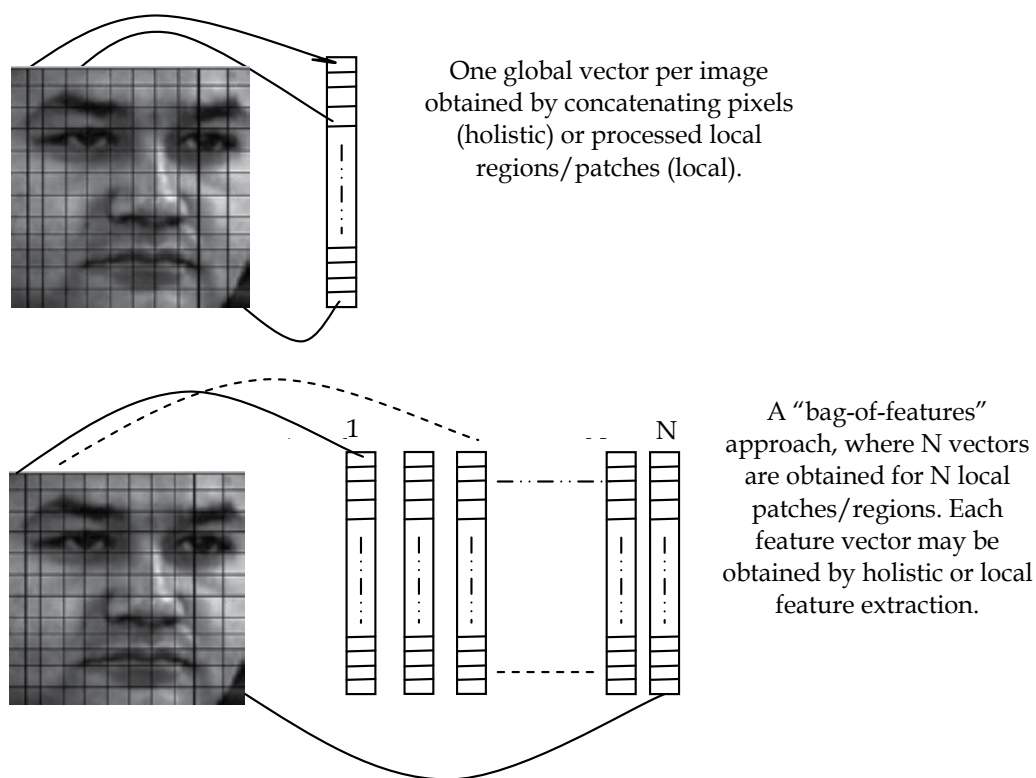 One global vector per image
obtained by concatenating pixels
(holistic) or processed local
regions/patches (local).
1
N
A “bag-of-features”
approach, where N vectors
are obtained for N local
patches/regions. Each
feature vector may be
obtained by holistic or local
feature extraction.